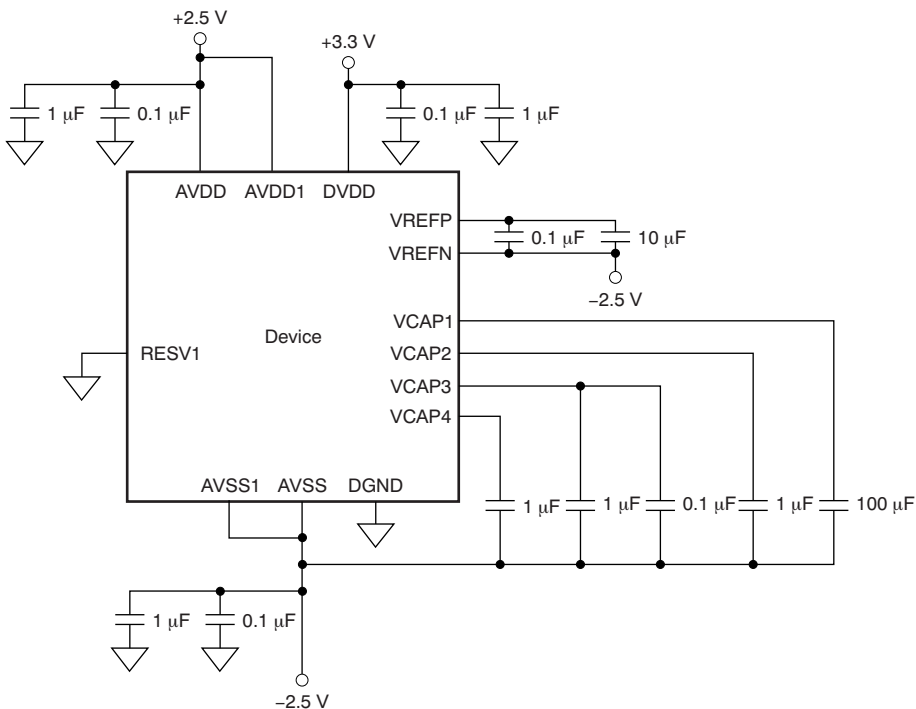 +2.5 V
+3.3 V
1 μF
0.1 μF
0.1 μF
1 μF
AVDD
AVDD1
DVDD
VREFP
0.1 μF
10 μF
VREFN
−2.5 V
VCAP1
Device
RESV1
VCAP2
VCAP3
VCAP4
AVSS1
AVSS
DGND
1 μF
1 μF
0.1 μF
1 μF
100 μF
1 μF
0.1 μF
−2.5 V